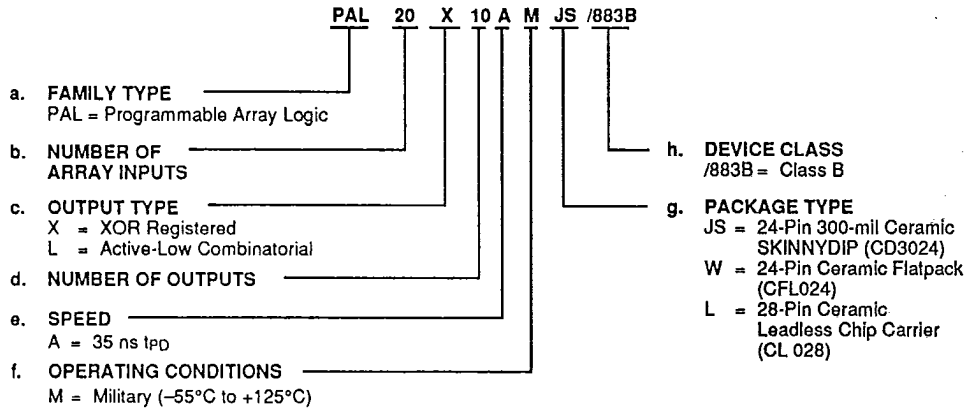 PAL 20 X 10 A M JS /883B
a. FAMILY TYPE
PAL = Programmable Array Logic
b. NUMBER OF
ARRAY INPUTS
c. OUTPUT TYPE
X = XOR Registered
L = Active-Low Combinatorial
d. NUMBER OF OUTPUTS
e. SPEED
A = 35 ns tPD
f. OPERATING CONDITIONS
M = Military (–55°C to +125°C)
h. DEVICE CLASS
/883B = Class B
g. PACKAGE TYPE
JS = 24-Pin 300-mil Ceramic
SKINNYDIP (CD3024)
W = 24-Pin Ceramic Flatpack
(CFL024)
L = 28-Pin Ceramic
Leadless Chip Carrier
(CL 028)